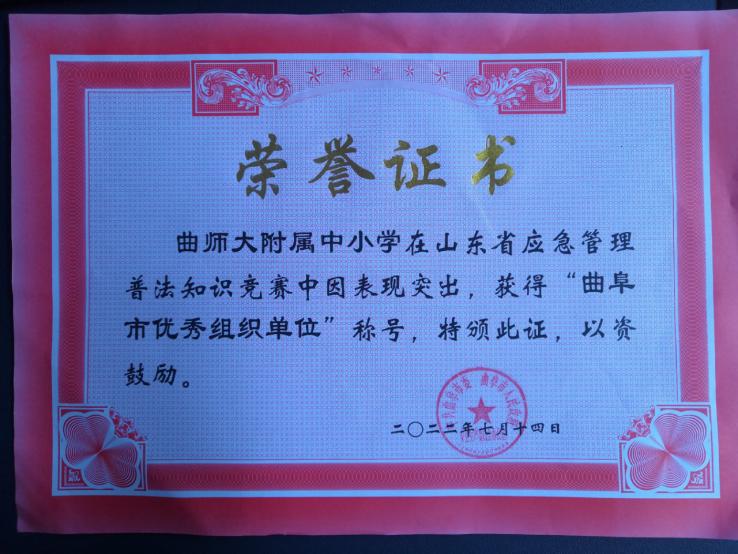 荣誉证书
曲师大附属中小学在山东省应急管理
普法知识竞赛中因表现突出，获得“曲阜
市优秀组织单位”称号，特颁此证，以资
鼓励。
二〇二二年七月十四日